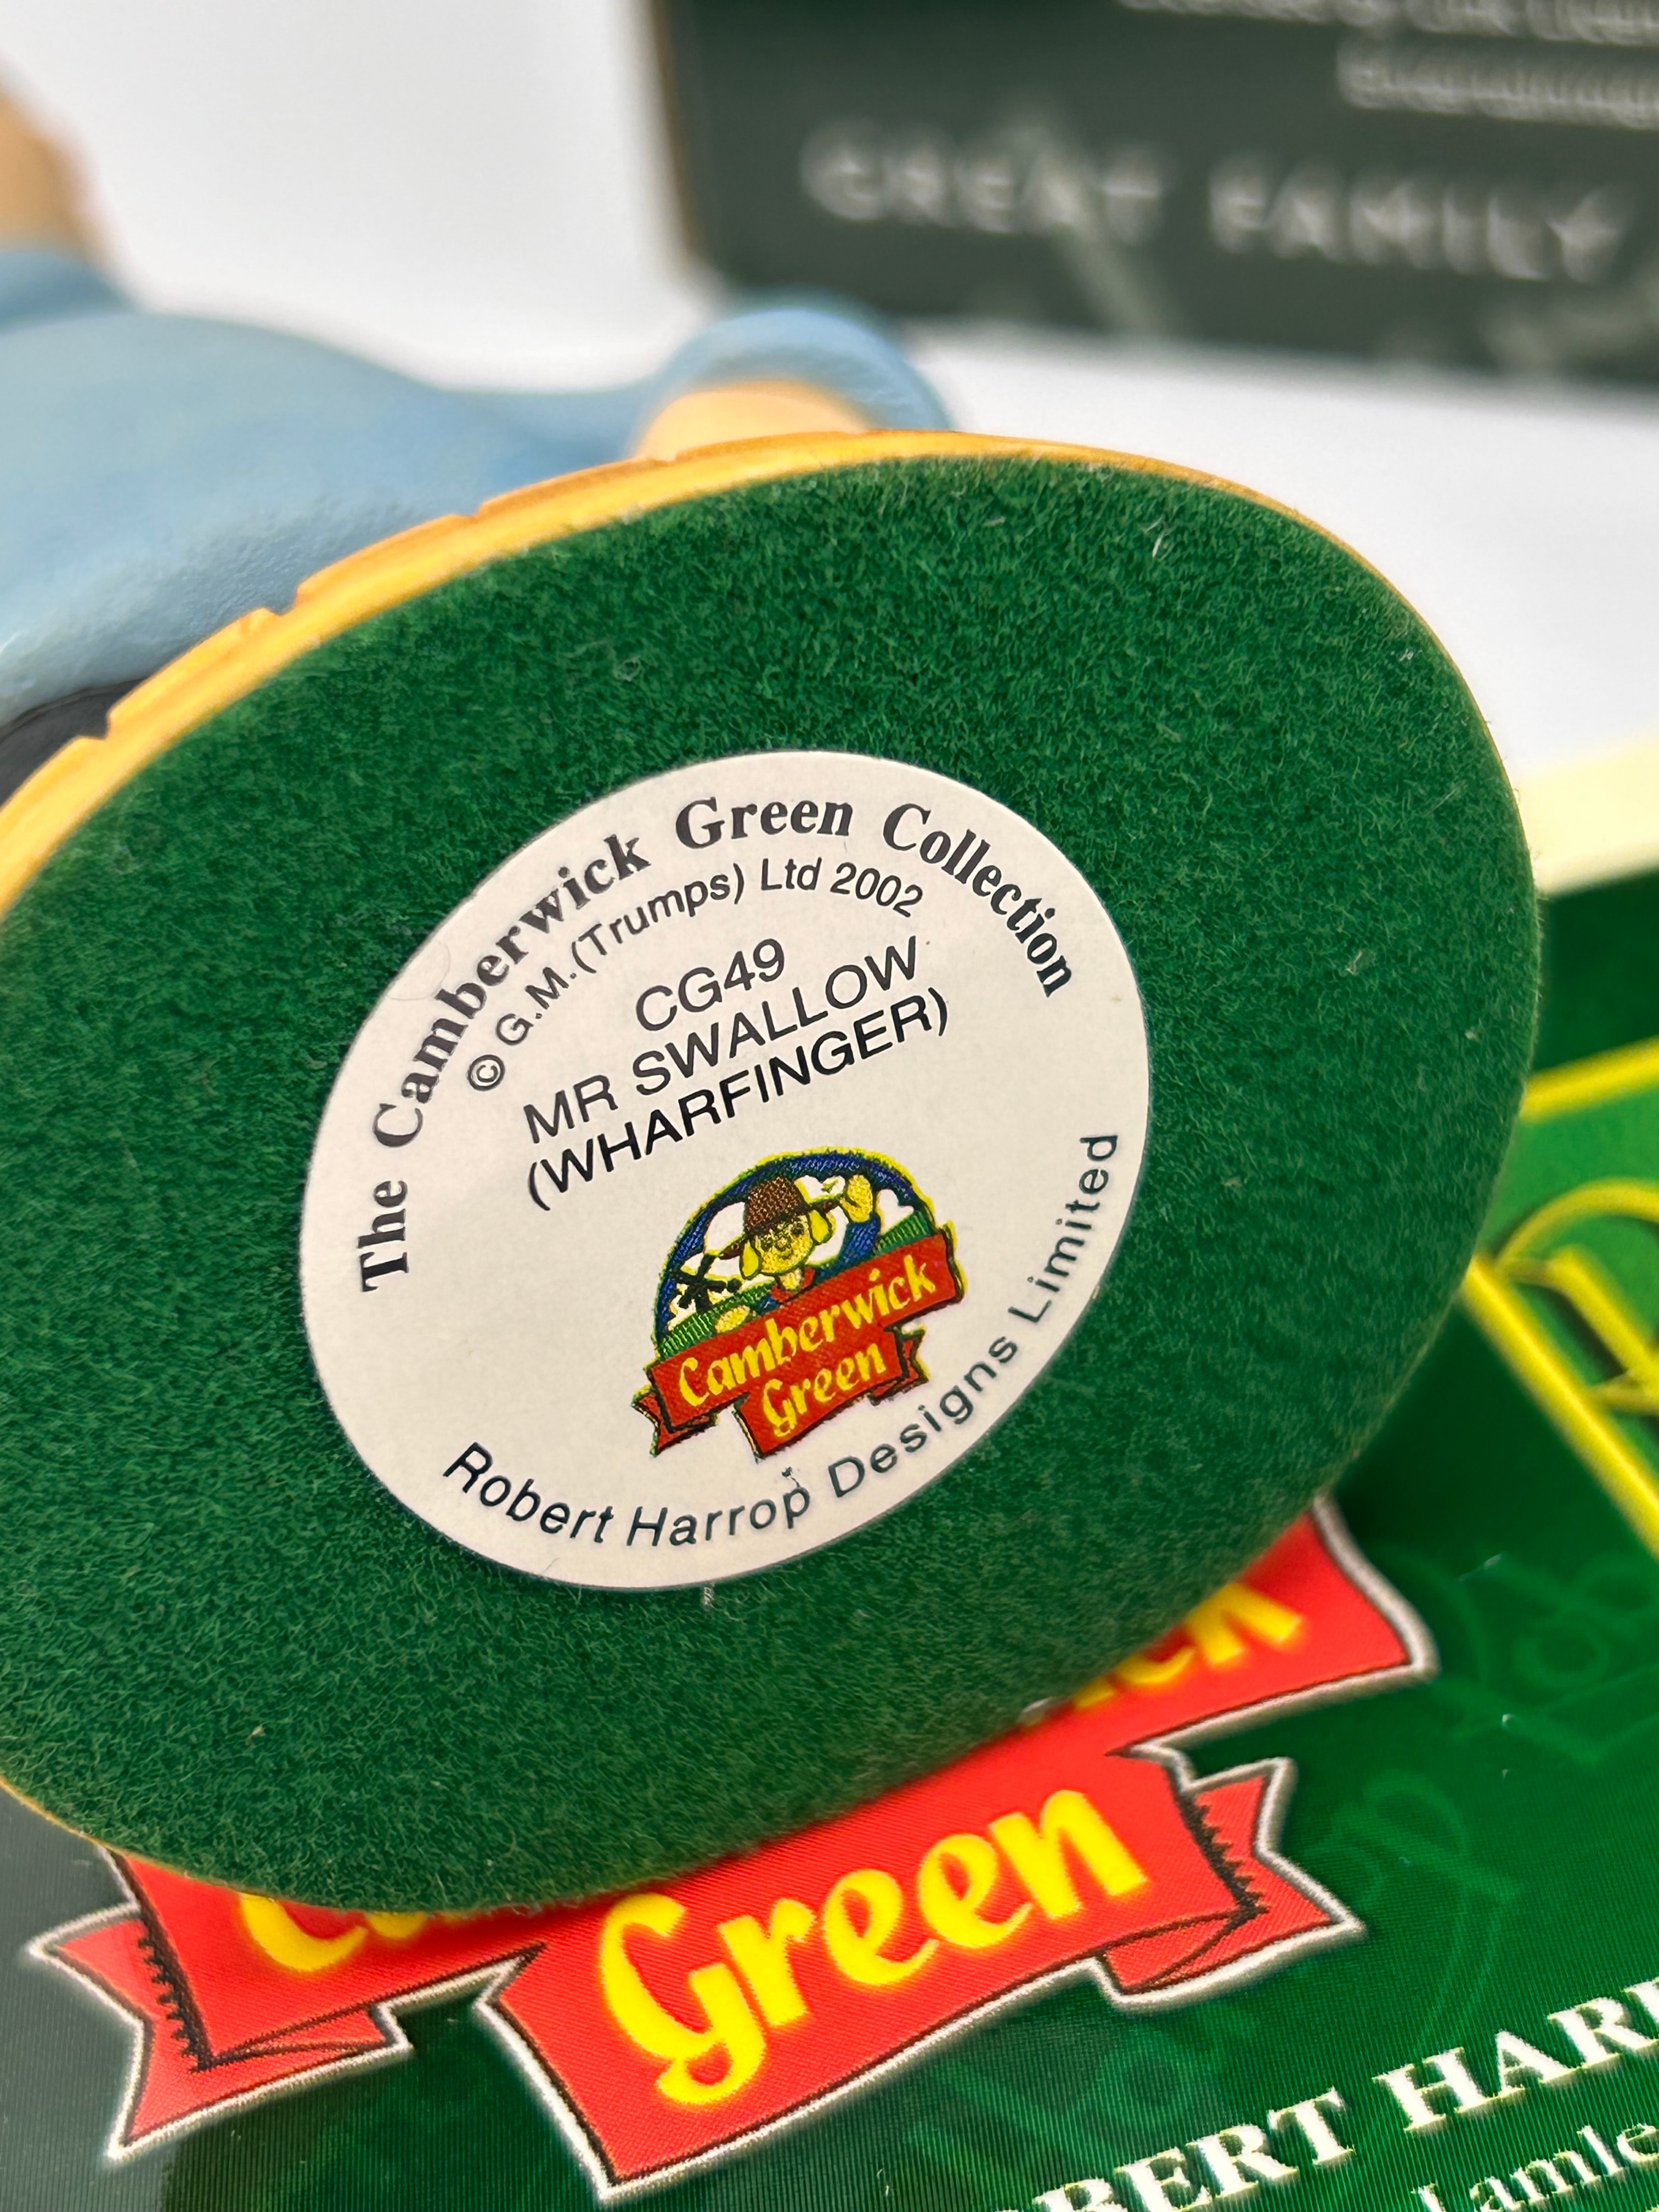 GREAT FAMILY
The Camberwick Green Collection
© G.M.(Trumps) Ltd 2002
CG49
MR SWALLOW
(WHARFINGER)
Camberwick
Green
Robert Harrop Designs Limited
Green